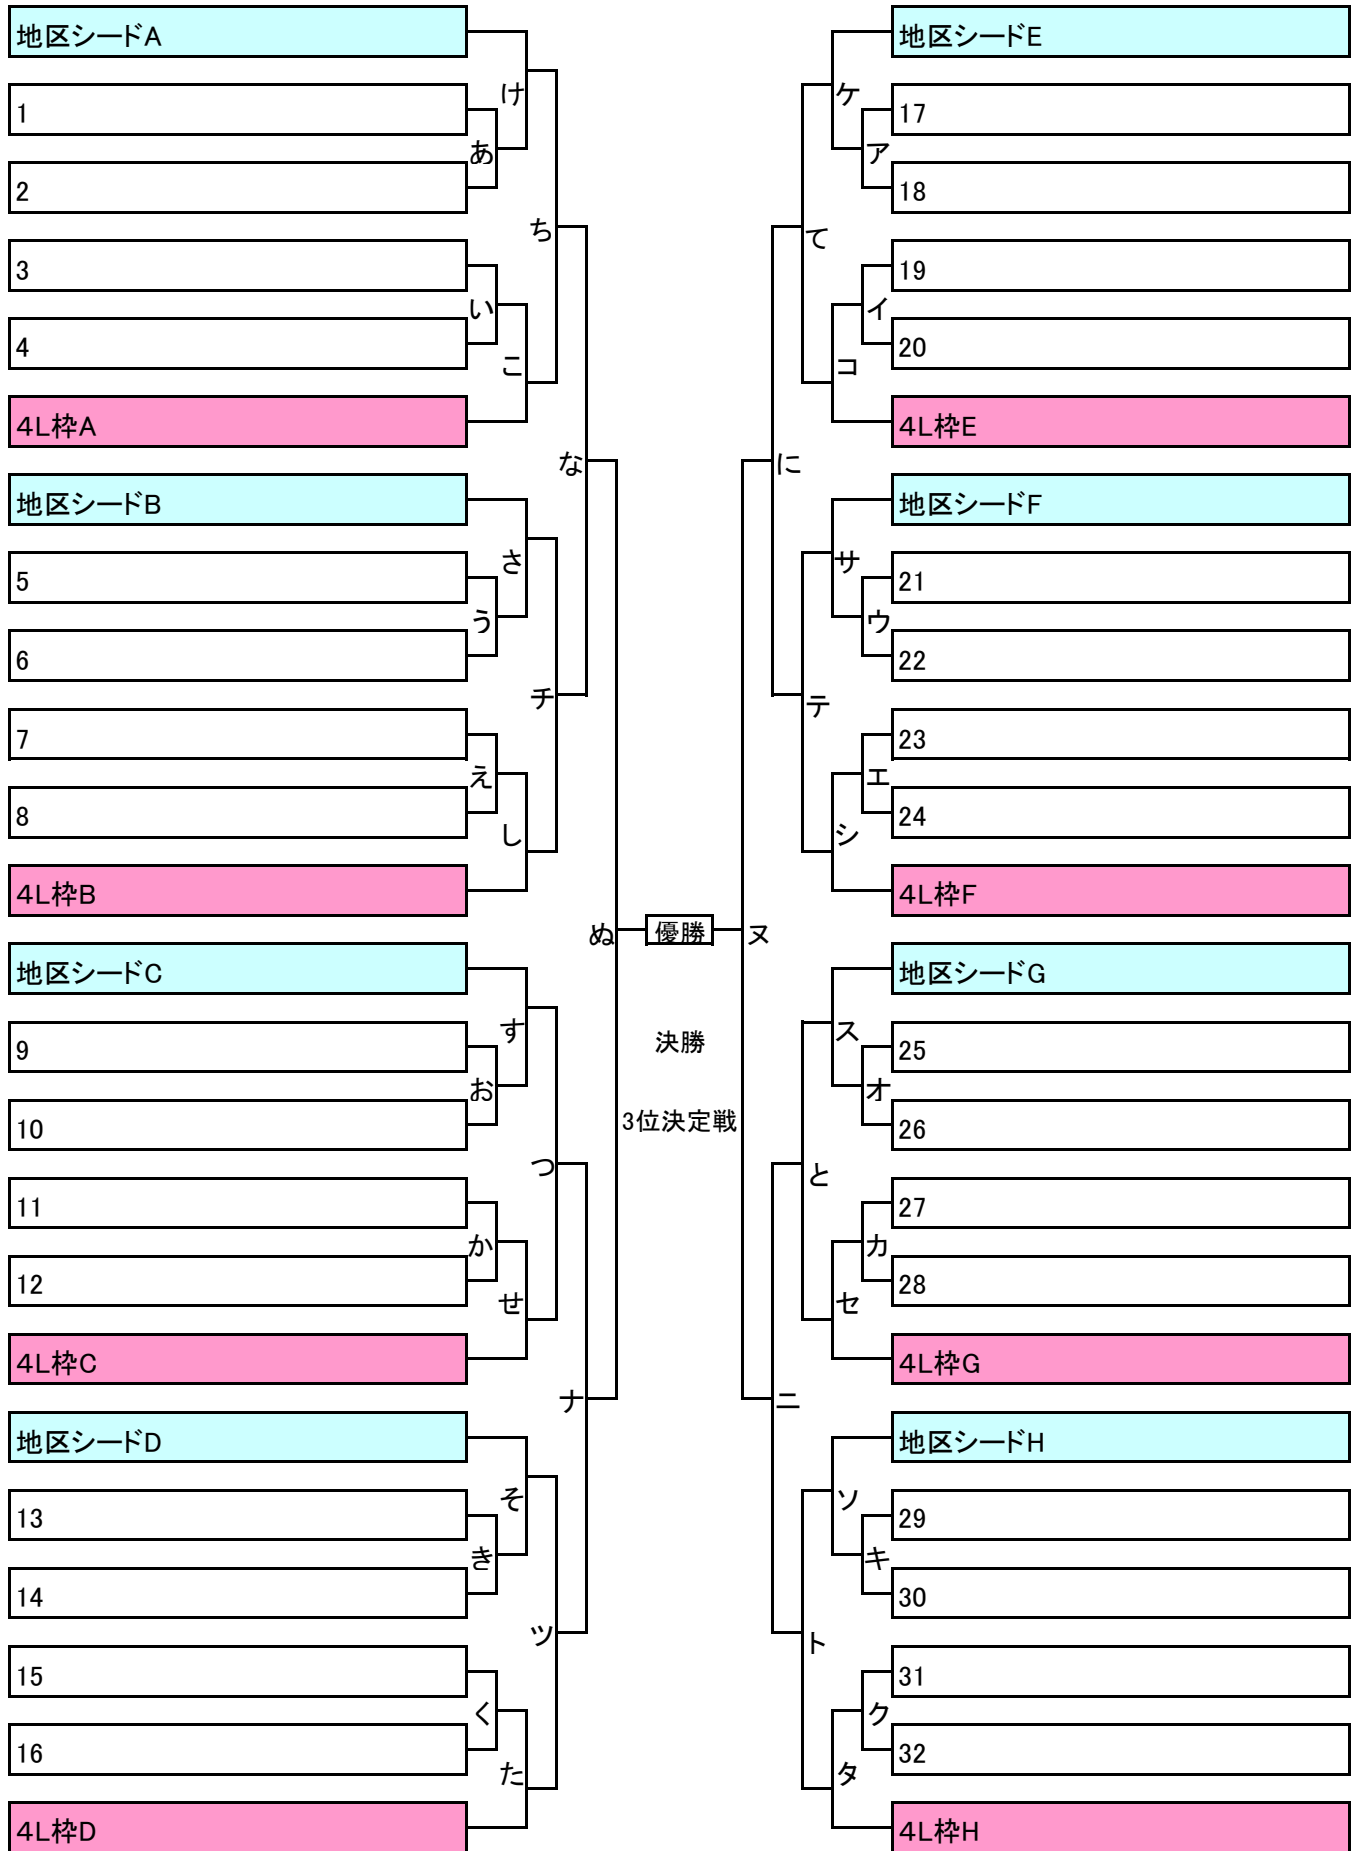 地区シードA
け
1
あ
2
ち
3
い
4
こ
4L枠A
な
地区シードB
さ
5
う
6
チ
7
え
8
し
4L枠B
ぬ
地区シードC
す
9
お
10
つ
11
か
12
せ
4L枠C
ナ
地区シードD
そ
13
き
14
ツ
15
く
16
た
4L枠D
優勝
決勝
3位決定戦
地区シードE
ケ
17
ア
18
て
19
イ
20
コ
4L枠E
に
地区シードF
サ
21
ウ
22
テ
23
エ
24
シ
4L枠F
ヌ
地区シードG
ス
25
オ
26
と
27
カ
28
セ
4L枠G
ニ
地区シードH
ソ
29
キ
30
ト
31
ク
32
タ
4L枠H